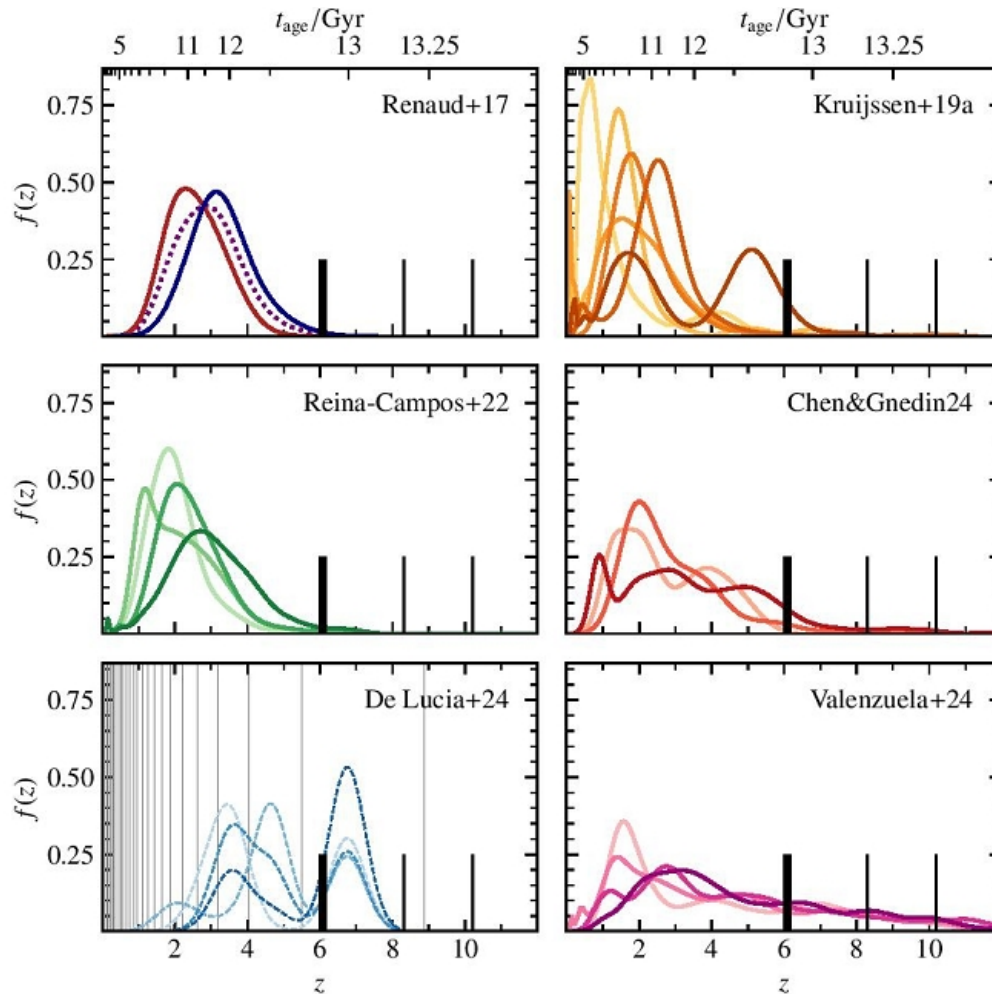 t_age/Gyr t_age/Gyr
5 11 12 13 13.25 5 11 12 13 13.25
Renaud+17 Kruijssen+19a
0.75
0.50
0.25
f(z) f(z)
Reina-Campos+22 Chen&Gnedin24
0.75
0.50
0.25
f(z) f(z)
De Lucia+24 Valenzuela+24
0.75
0.50
0.25
f(z) f(z)
2 4 6 8 10 2 4 6 8 10
z z